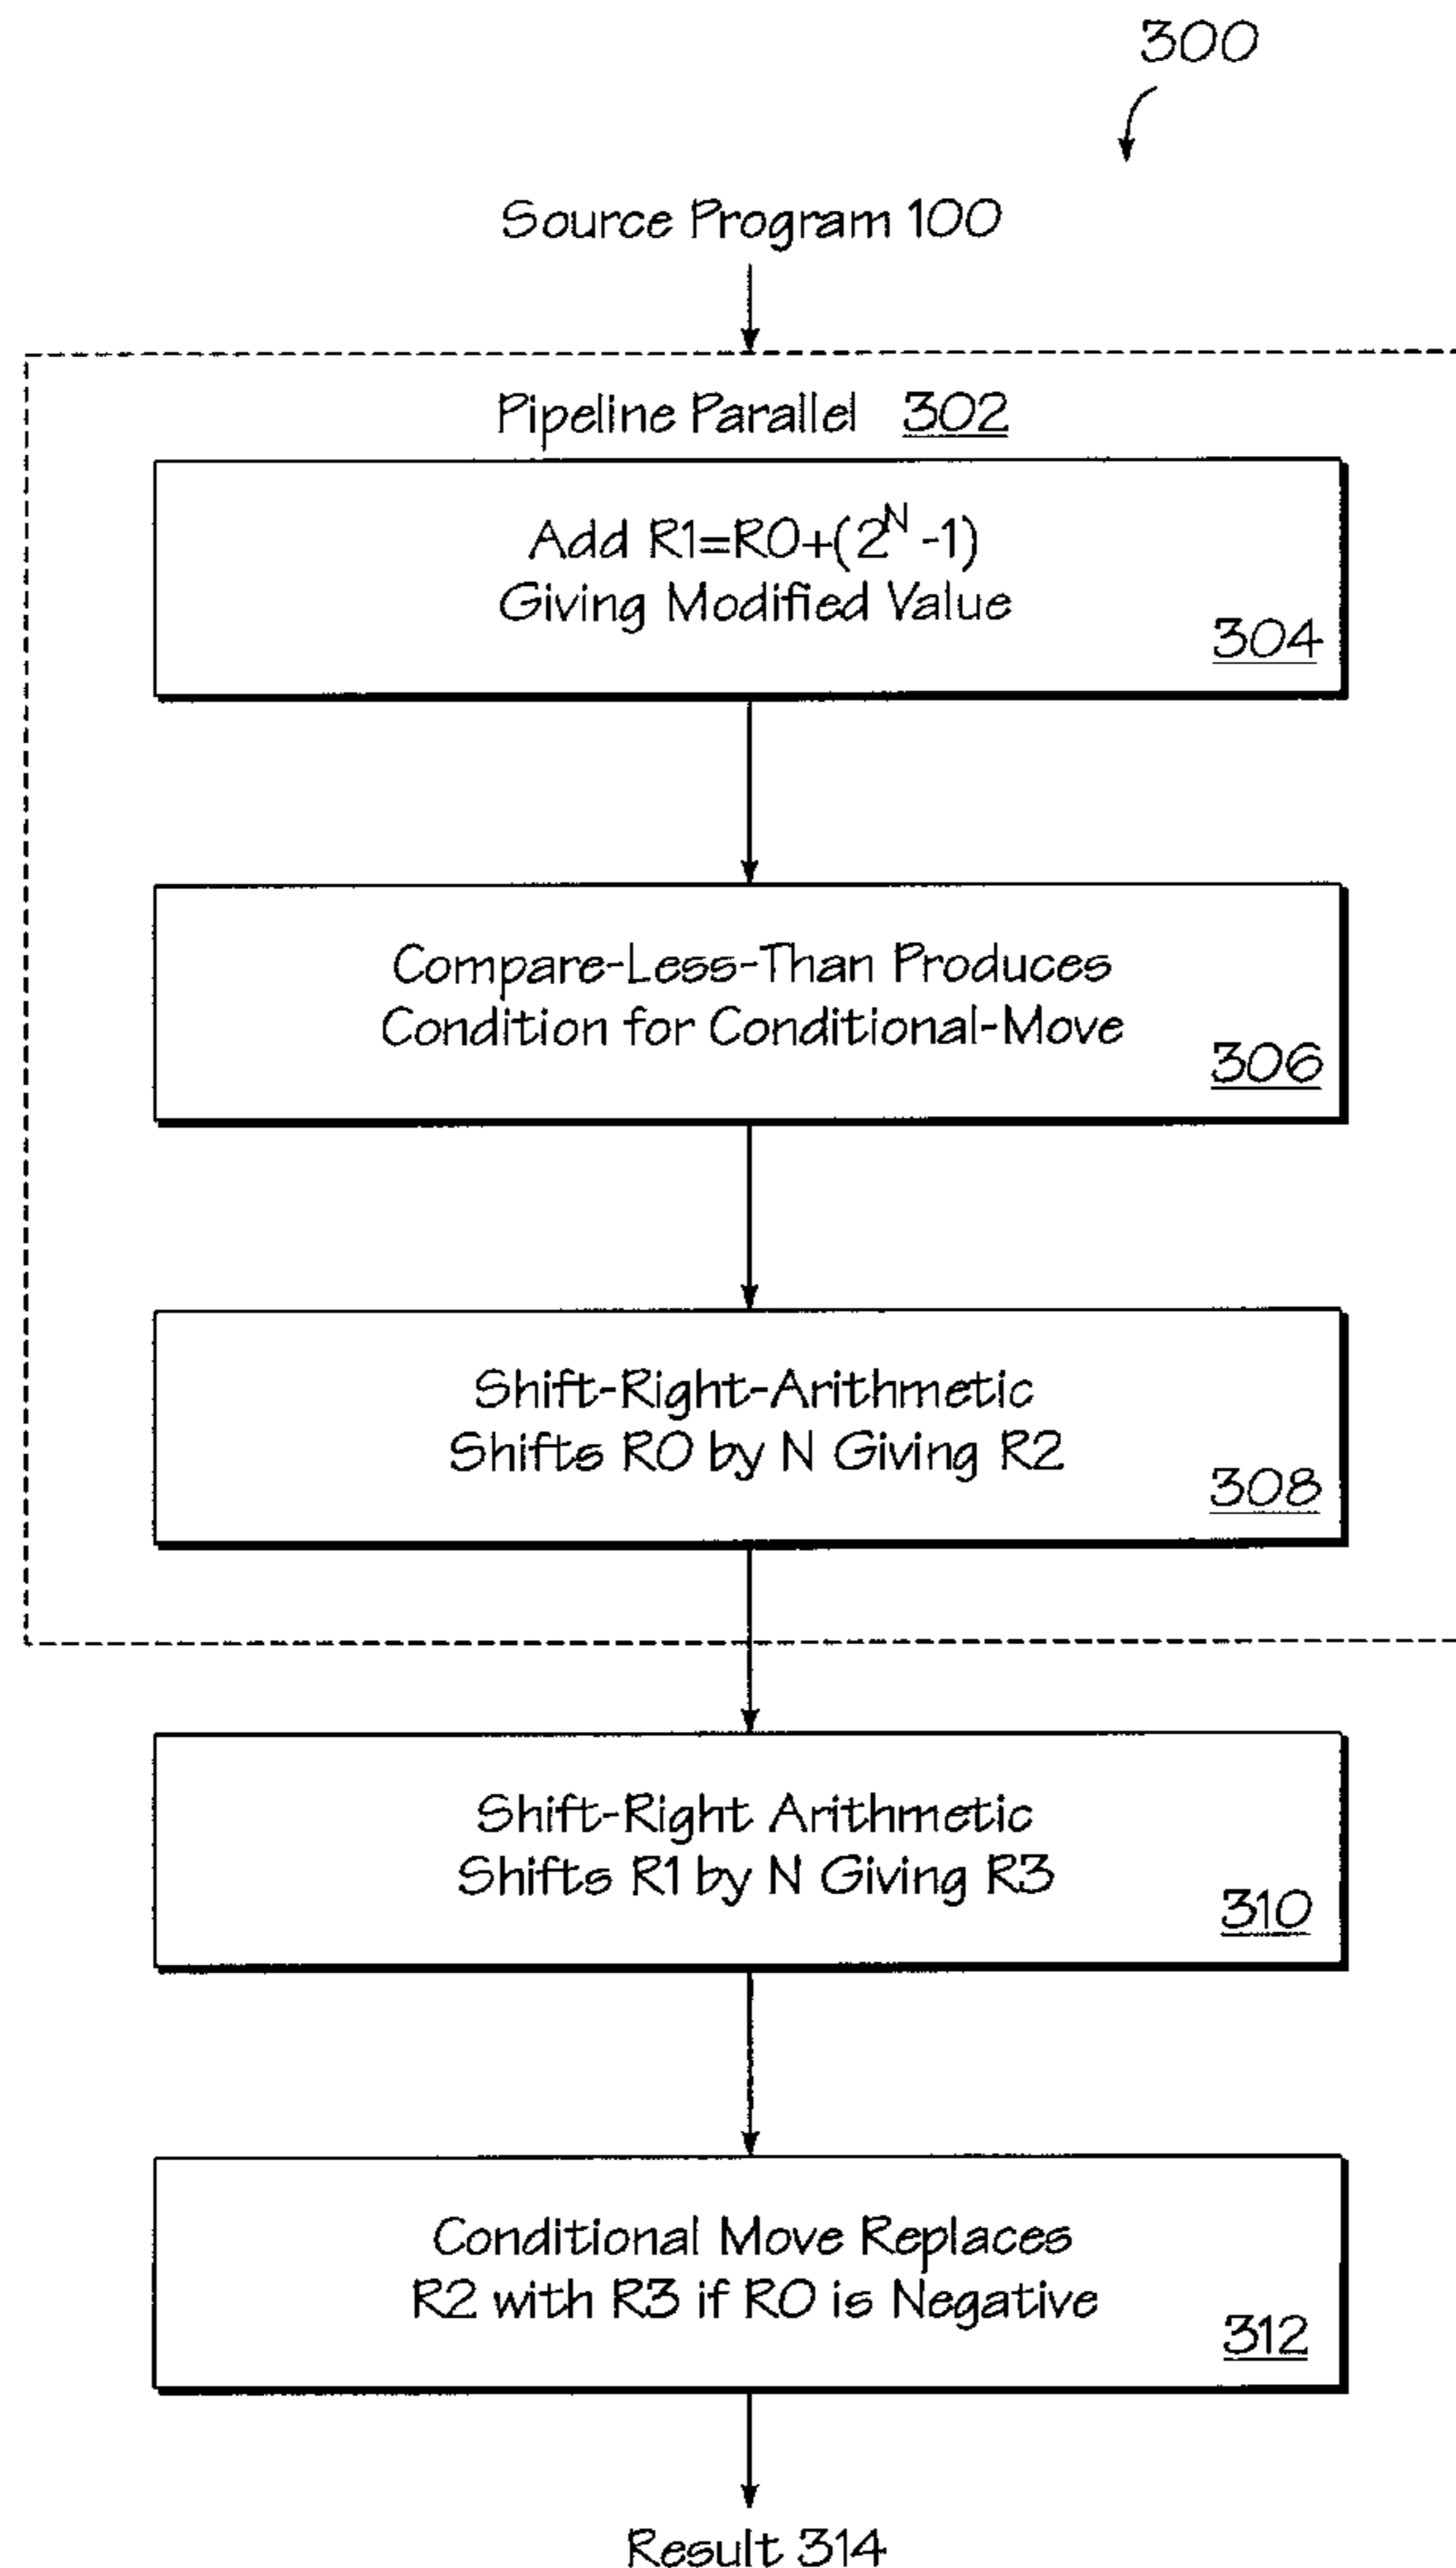 300
Source Program 100
Pipeline Parallel 302
Add R1=R0+(2^N -1)
Giving Modified Value
304
Compare-Less-Than Produces
Condition for Conditional-Move
306
Shift-Right-Arithmetic
Shifts R0 by N Giving R2
308
Shift-Right Arithmetic
Shifts R1 by N Giving R3
310
Conditional Move Replaces
R2 with R3 if R0 is Negative
312
Result 314